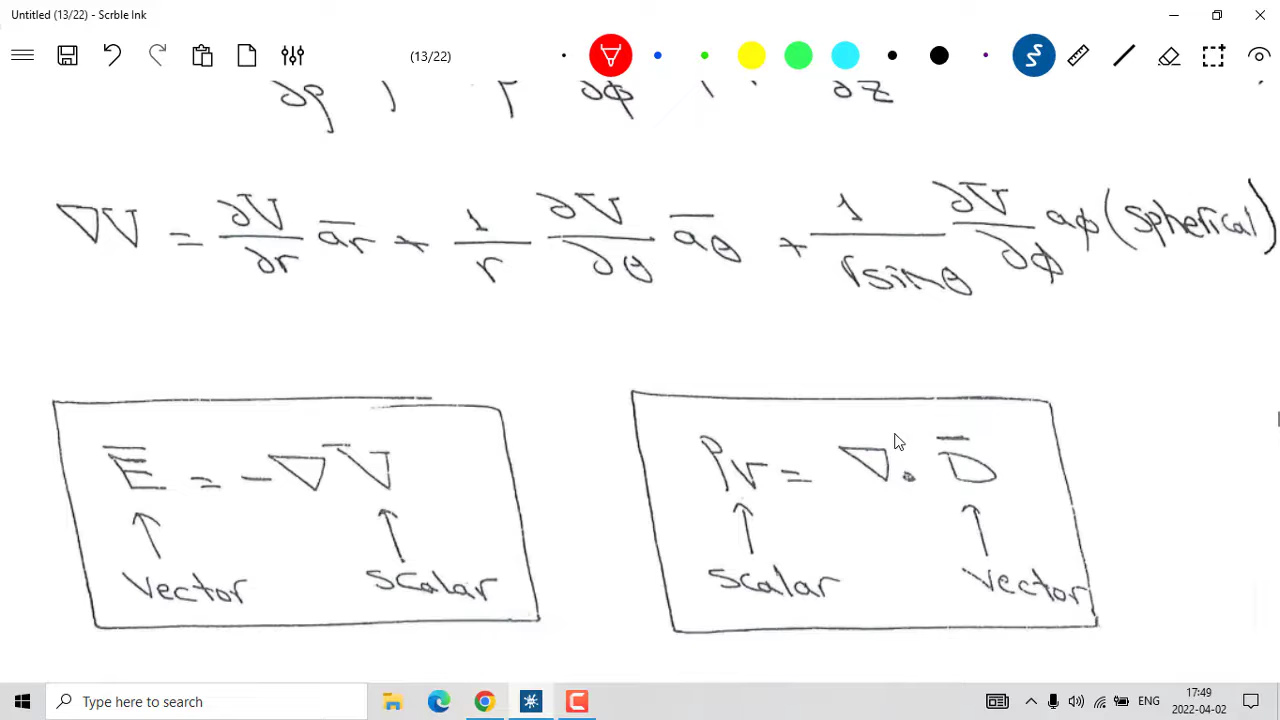 Untitled (13/22) - Scrble Ink
(13/22)
∂ρ ρ ∂φ ∂z
∇V = ∂V/∂r ār + 1/r ∂V/∂θ āθ + 1/(r sinθ) ∂V/∂φ aφ (spherical)
Ē = -∇V̄
ρv = ∇ . D̄
vector scalar
scalar vector
Type here to search
ENG
17:49
2022-04-02